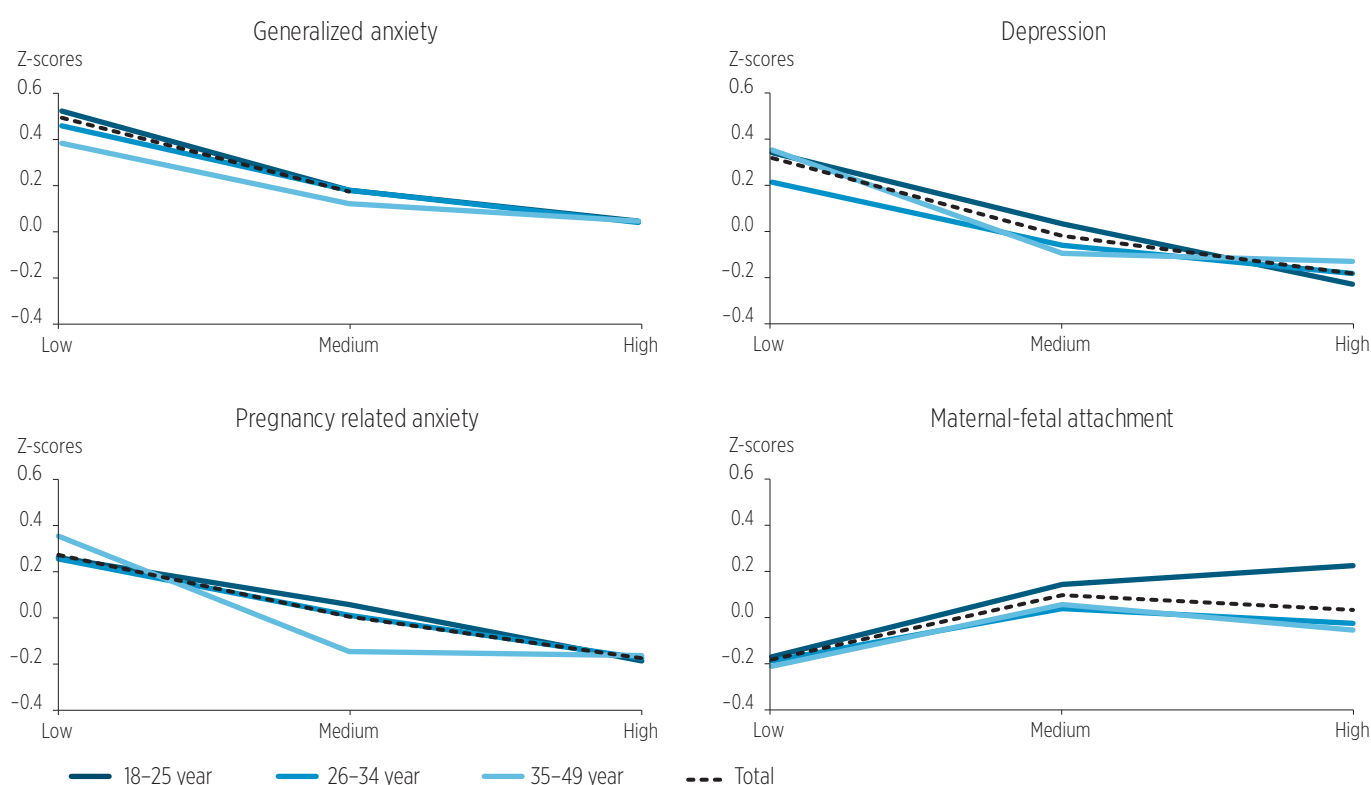 Generalized anxiety
Z-scores
0.6
0.4
0.2
0.0
−0.2
−0.4
Low Medium High
Depression
Z-scores
0.6
0.4
0.2
0.0
−0.2
−0.4
Low Medium High
Pregnancy related anxiety
Z-scores
0.6
0.4
0.2
0.0
−0.2
−0.4
Low Medium High
Maternal-fetal attachment
Z-scores
0.6
0.4
0.2
0.0
−0.2
−0.4
Low Medium High
18–25 year 26–34 year 35–49 year Total